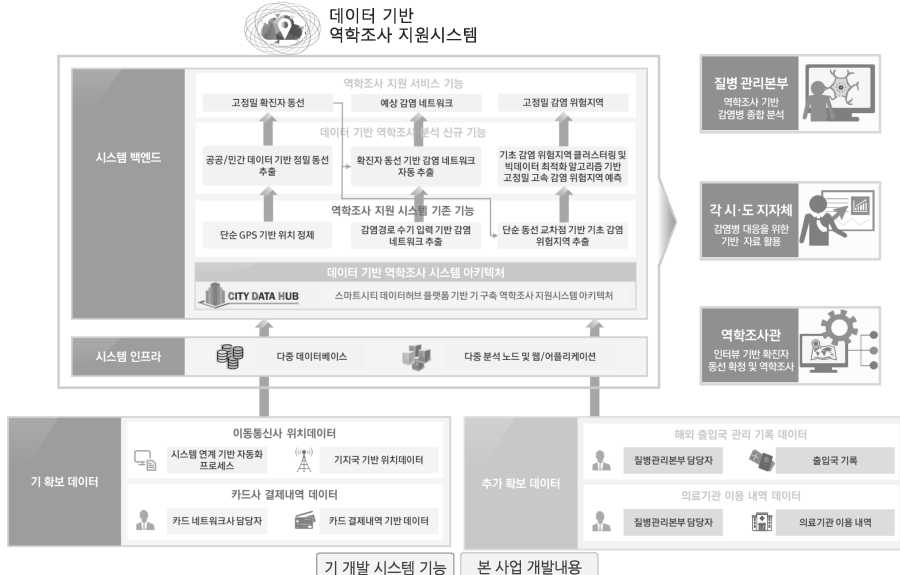 데이터 기반
역학조사 지원시스템
시스템 백엔드
역학조사 지원 서비스 기능
고정밀 확진자 동선
예상 감염 네트워크
고정밀 감염 위험지역
데이터 기반 역학조사 분석 신규 기능
공공/민간 데이터 기반 정밀 동선
추출
확진자 동선 기반 감염 네트워크
자동 추출
기초 감염 위험지역 클러스터링 및
빅데이터 최적화 알고리즘 기반
고정밀 고속 감염 위험지역 예측
역학조사 지원 시스템 기존 기능
단순 GPS 기반 위치 정제
감염경로 수기 입력 기반 감염
네트워크 추출
단순 동선 교차점 기반 기초 감염
위험지역 추출
데이터 기반 역학조사 시스템 아키텍처
CITY DATA HUB
스마트시티 데이터허브 플랫폼 기반 기 구축 역학조사 지원시스템 아키텍처
시스템 인프라
다중 데이터베이스
다중 분석 노드 및 웹/어플리케이션
질병 관리본부
역학조사 기반
감염병 종합 분석
각 시·도 지자체
감염병 대응을 위한
기반 자료 활용
역학조사관
인터뷰 기반 확진자
동선 확정 및 역학조사
기 확보 데이터
이동통신사 위치데이터
시스템 연계 기반 자동화
프로세스
기지국 기반 위치데이터
카드사 결제내역 데이터
카드 네트워크사 담당자
카드 결제내역 기반 데이터
추가 확보 데이터
해외 출입국 관리 기록 데이터
질병관리본부 담당자
출입국 기록
의료기관 이용 내역 데이터
질병관리본부 담당자
의료기관 이용 내역
기 개발 시스템 기능
본 사업 개발내용